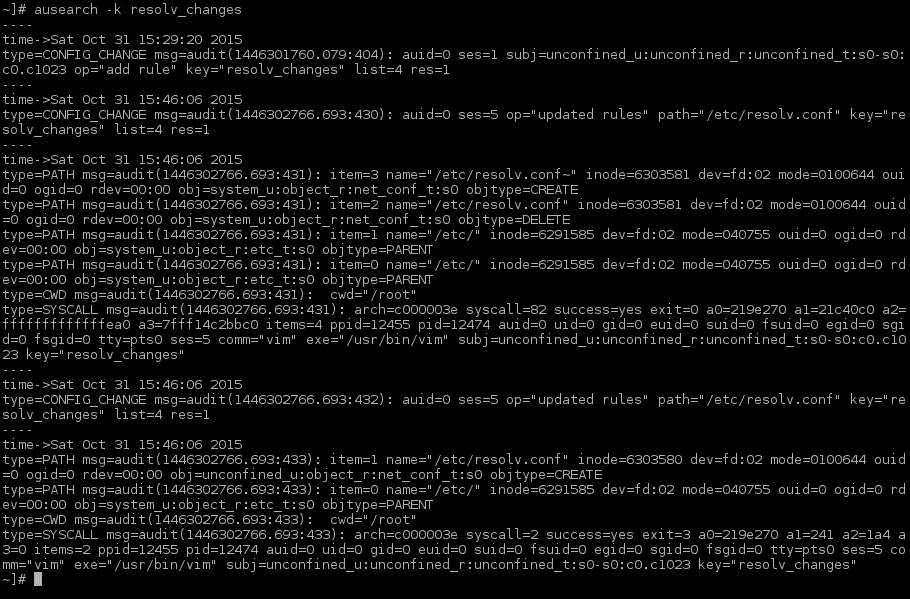 ~]# ausearch -k resolv_changes
----
time->Sat Oct 31 15:29:20 2015
type=CONFIG_CHANGE msg=audit(1446301760.079:404): auid=0 ses=1 subj=unconfined_u:unconfined_r:unconfined_t:s0-s0:
c0.c1023 op="add rule" key="resolv_changes" list=4 res=1
----
time->Sat Oct 31 15:46:06 2015
type=CONFIG_CHANGE msg=audit(1446302766.693:430): auid=0 ses=5 op="updated rules" path="/etc/resolv.conf" key="re
solv_changes" list=4 res=1
----
time->Sat Oct 31 15:46:06 2015
type=PATH msg=audit(1446302766.693:431): item=3 name="/etc/resolv.conf~" inode=6303581 dev=fd:02 mode=0100644 oui
d=0 ogid=0 rdev=00:00 obj=system_u:object_r:net_conf_t:s0 objtype=CREATE
type=PATH msg=audit(1446302766.693:431): item=2 name="/etc/resolv.conf" inode=6303581 dev=fd:02 mode=0100644 ouid
=0 ogid=0 rdev=00:00 obj=system_u:object_r:net_conf_t:s0 objtype=DELETE
type=PATH msg=audit(1446302766.693:431): item=1 name="/etc/" inode=6291585 dev=fd:02 mode=040755 ouid=0 ogid=0 rd
ev=00:00 obj=system_u:object_r:etc_t:s0 objtype=PARENT
type=PATH msg=audit(1446302766.693:431): item=0 name="/etc/" inode=6291585 dev=fd:02 mode=040755 ouid=0 ogid=0 rd
ev=00:00 obj=system_u:object_r:etc_t:s0 objtype=PARENT
type=CWD msg=audit(1446302766.693:431):  cwd="/root"
type=SYSCALL msg=audit(1446302766.693:431): arch=c000003e syscall=82 success=yes exit=0 a0=219e270 a1=21c40c0 a2=
fffffffffffffea0 a3=7fff14c2bbc0 items=4 ppid=12455 pid=12474 auid=0 uid=0 gid=0 euid=0 suid=0 fsuid=0 egid=0 sgi
d=0 fsgid=0 tty=pts0 ses=5 comm="vim" exe="/usr/bin/vim" subj=unconfined_u:unconfined_r:unconfined_t:s0-s0:c0.c10
23 key="resolv_changes"
----
time->Sat Oct 31 15:46:06 2015
type=CONFIG_CHANGE msg=audit(1446302766.693:432): auid=0 ses=5 op="updated rules" path="/etc/resolv.conf" key="re
solv_changes" list=4 res=1
----
time->Sat Oct 31 15:46:06 2015
type=PATH msg=audit(1446302766.693:433): item=1 name="/etc/resolv.conf" inode=6303580 dev=fd:02 mode=0100644 ouid
=0 ogid=0 rdev=00:00 obj=unconfined_u:object_r:net_conf_t:s0 objtype=CREATE
type=PATH msg=audit(1446302766.693:433): item=0 name="/etc/" inode=6291585 dev=fd:02 mode=040755 ouid=0 ogid=0 rd
ev=00:00 obj=system_u:object_r:etc_t:s0 objtype=PARENT
type=CWD msg=audit(1446302766.693:433):  cwd="/root"
type=SYSCALL msg=audit(1446302766.693:433): arch=c000003e syscall=2 success=yes exit=3 a0=219e270 a1=241 a2=1a4 a
3=0 items=2 ppid=12455 pid=12474 auid=0 uid=0 gid=0 euid=0 suid=0 fsuid=0 egid=0 sgid=0 fsgid=0 tty=pts0 ses=5 co
mm="vim" exe="/usr/bin/vim" subj=unconfined_u:unconfined_r:unconfined_t:s0-s0:c0.c1023 key="resolv_changes"
~]#